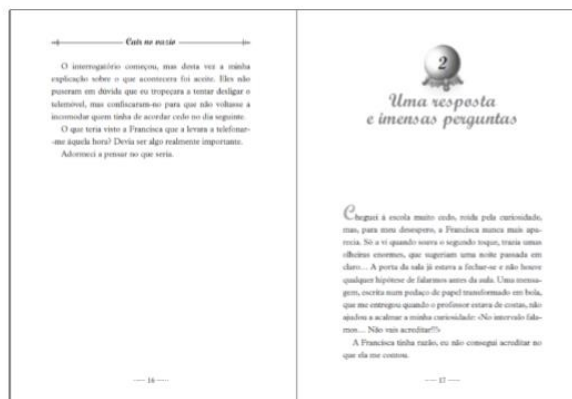 Cair no vazio
O interrogatório começou, mas desta vez a minha
explicação sobre o que acontecera foi aceite. Eles não
puseram em dúvida que eu tropeçara a tentar desligar o
telemóvel, mas confiscaram-no para que não voltasse a
incomodar quem tinha de acordar cedo no dia seguinte.
O que teria visto a Francisca que a levara a telefonar-
-me àquela hora? Devia ser algo realmente importante.
Adormeci a pensar no que seria.
16
2
Uma resposta
e imensas perguntas
Cheguei à escola muito cedo, roída pela curiosidade,
mas, para meu desespero, a Francisca nunca mais apa-
recia. Só a vi quando soava o segundo toque, trazia umas
olheiras enormes, que sugeriam uma noite passada em
claro... A porta da sala já estava a fechar-se e não houve
qualquer hipótese de falarmos antes da aula. Uma mensa-
gem, escrita num pedaço de papel transformado em bola,
que me entregou quando o professor estava de costas, não
ajudou a acalmar a minha curiosidade: «No intervalo fala-
mos... Não vais acreditar!!!»
A Francisca tinha razão, eu não consegui acreditar no
que ela me contou.
17